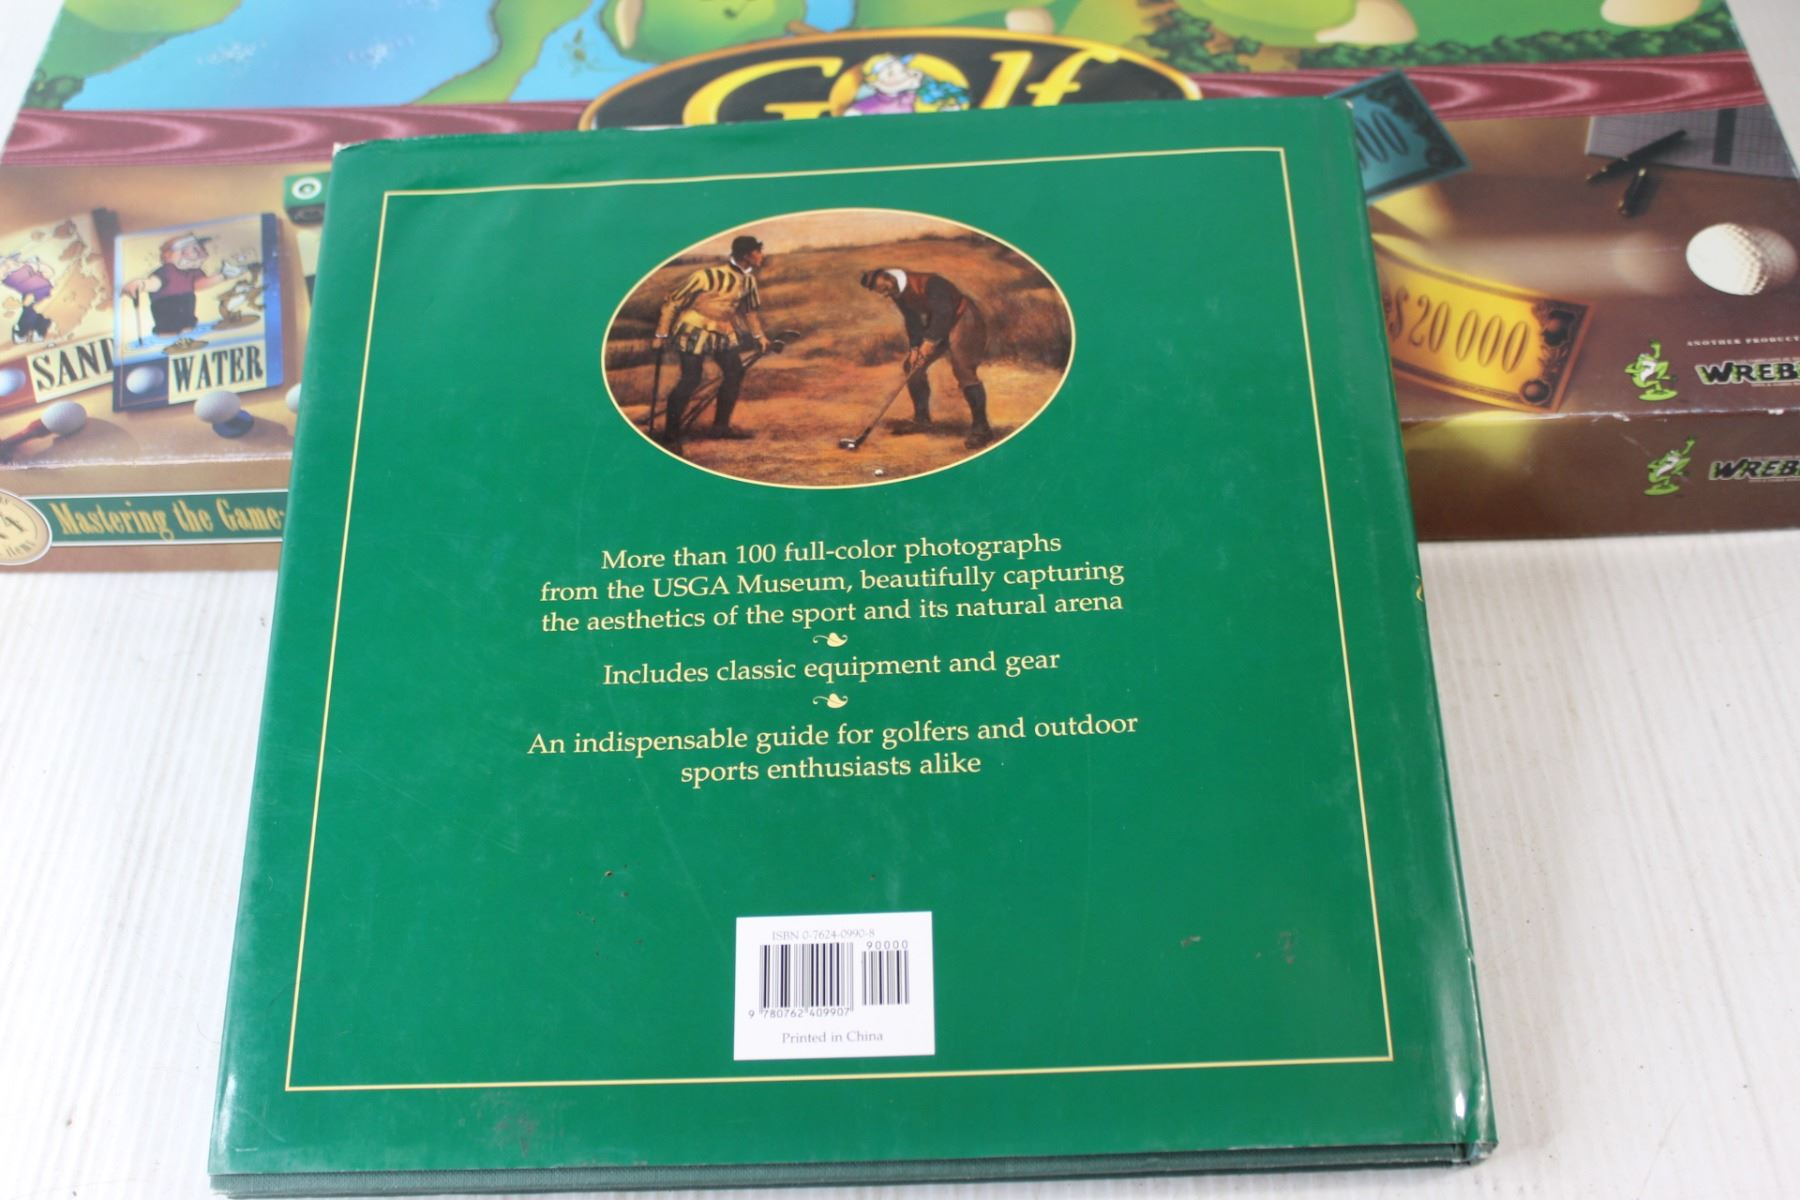 Golf
000
SAND
WATER
$20 000
ANOTHER PRODUCT
WREB
WREB
Mastering the Game:
More than 100 full-color photographs
from the USGA Museum, beautifully capturing
the aesthetics of the sport and its natural arena
Includes classic equipment and gear
An indispensable guide for golfers and outdoor
sports enthusiasts alike
ISBN 0-7624-0990-8
90000
9 780762 409907
Printed in China